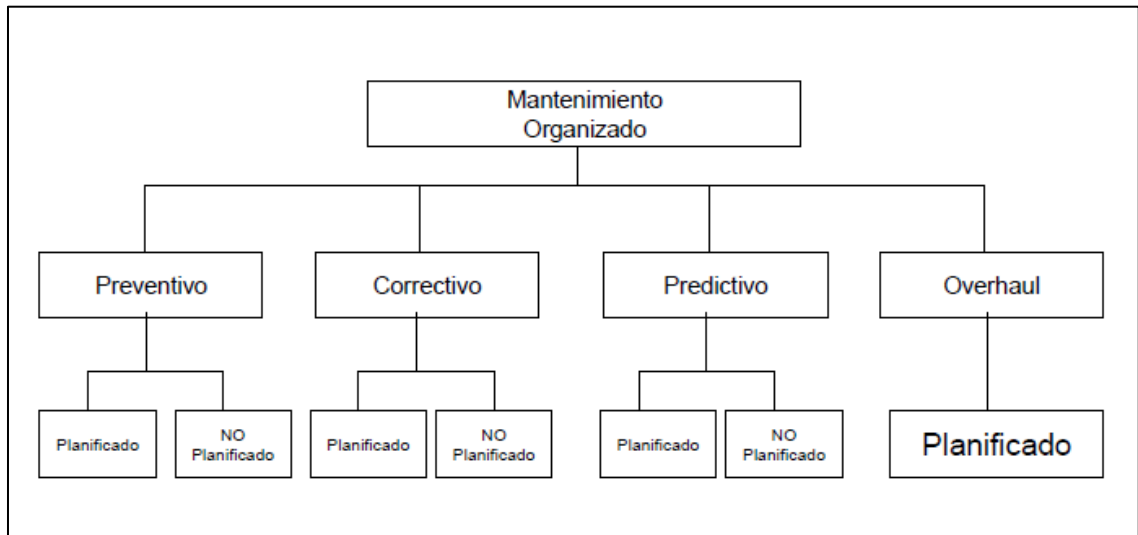 Mantenimiento
Organizado
Preventivo
Correctivo
Predictivo
Overhaul
Planificado
NO
Planificado
Planificado
NO
Planificado
Planificado
NO
Planificado
Planificado